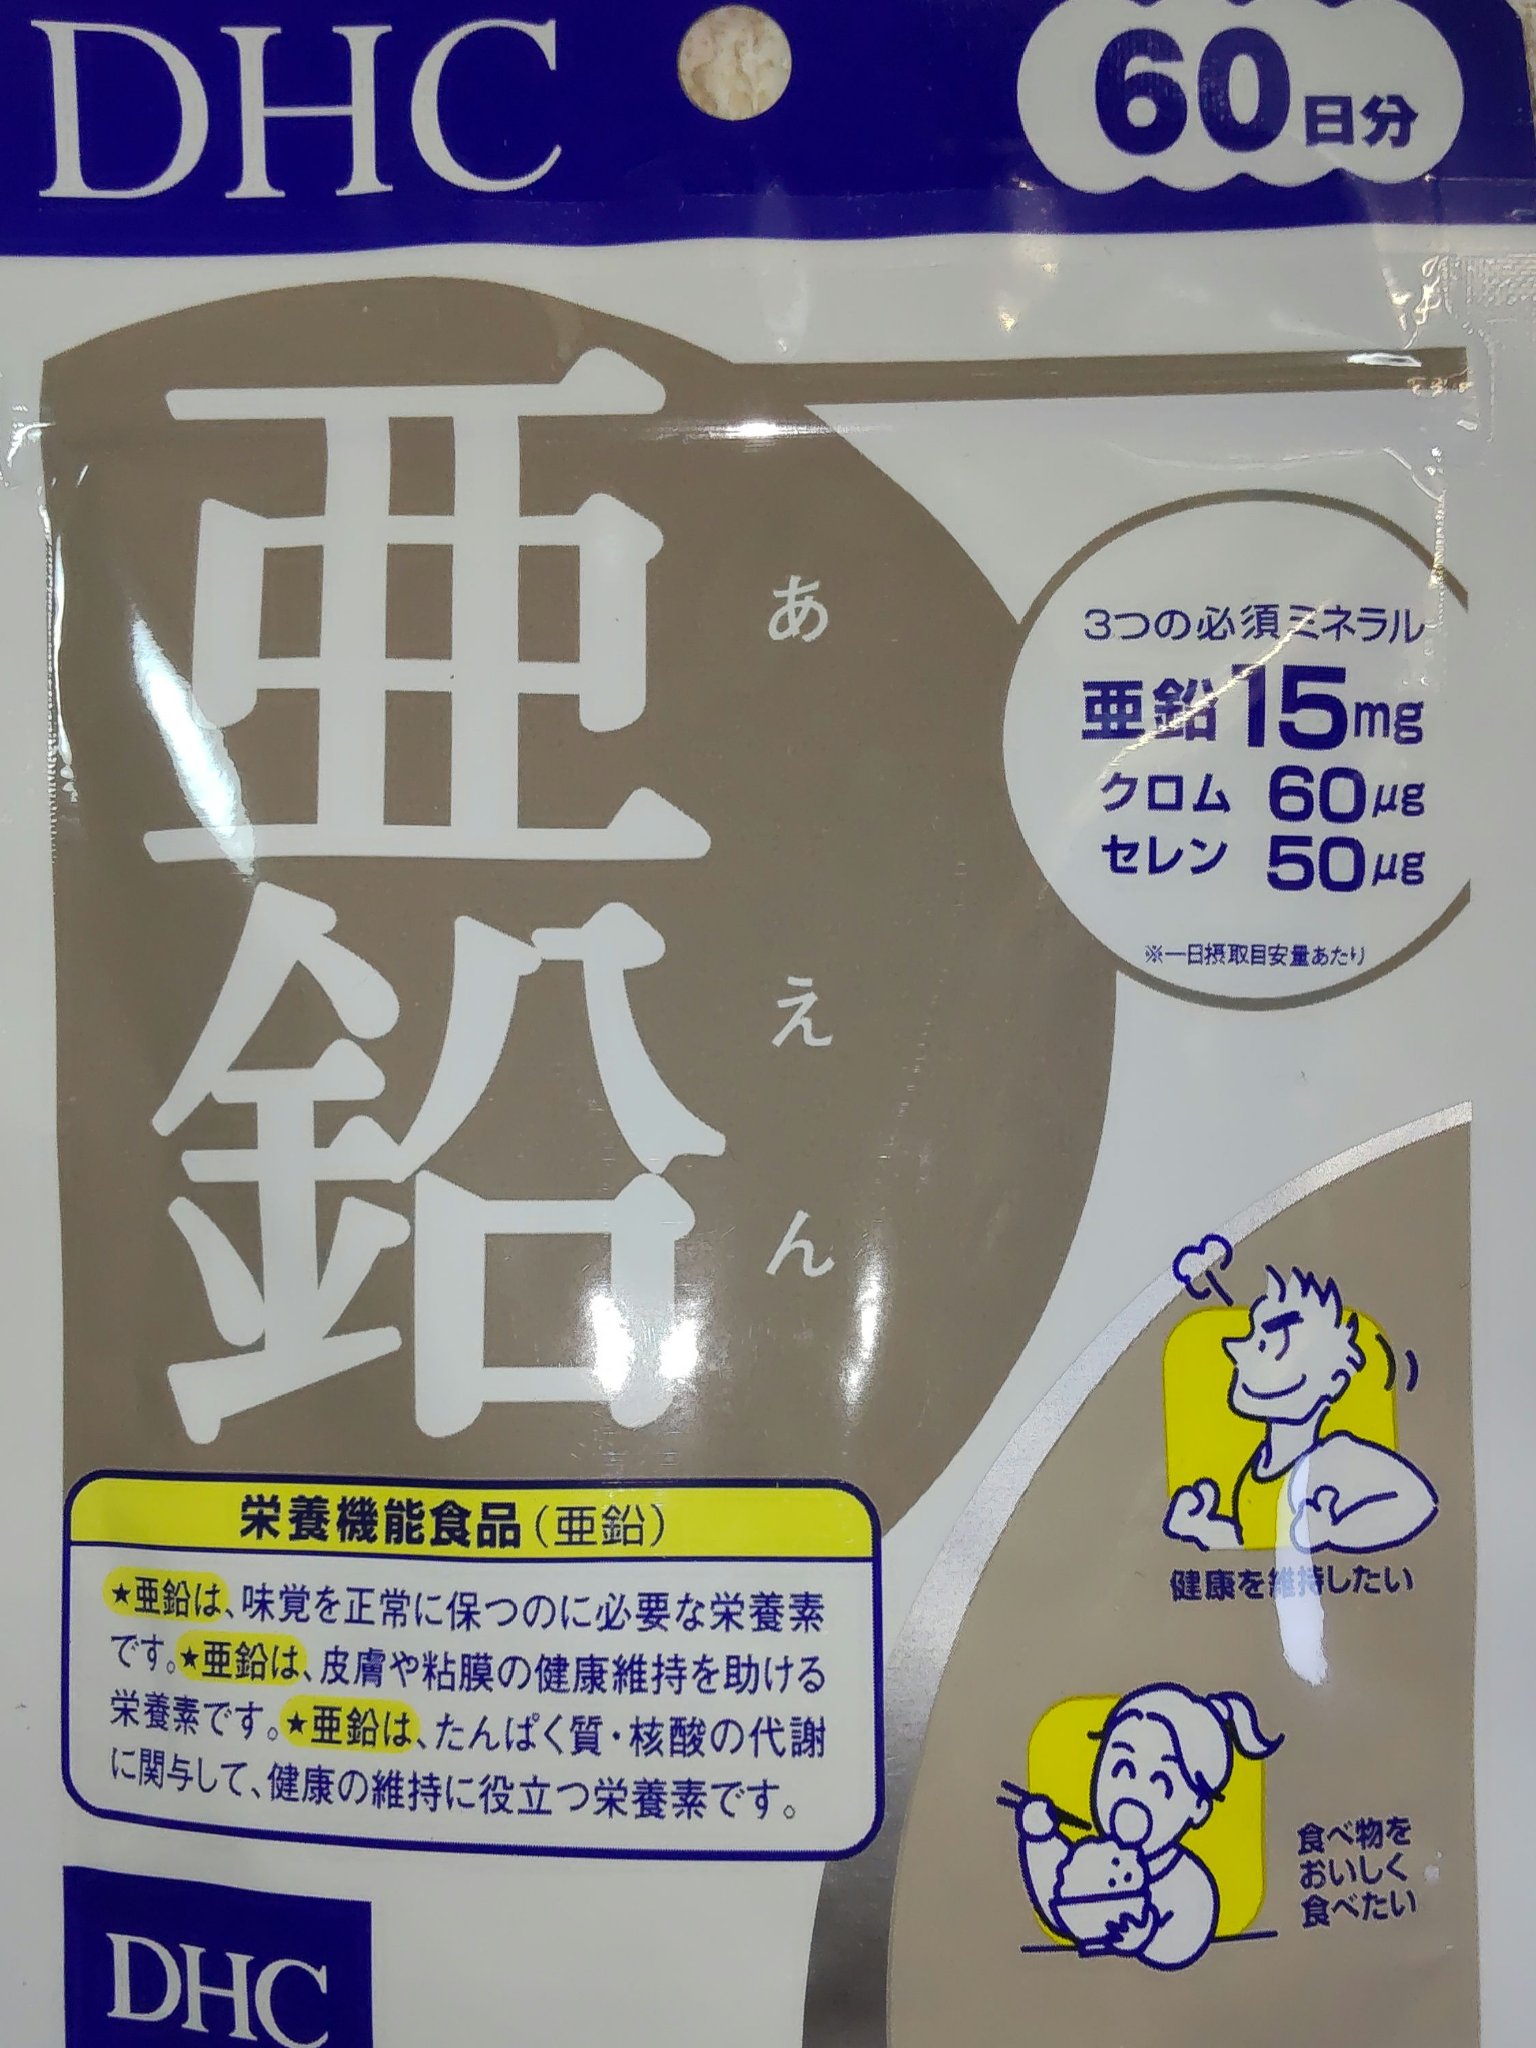 DHC
60日分
亜鉛
あえん
3つの必須ミネラル
亜鉛 15mg
クロム 60μg
セレン 50μg
※一日摂取目安量あたり
栄養機能食品(亜鉛)
★亜鉛は、味覚を正常に保つのに必要な栄養素
です。★亜鉛は、皮膚や粘膜の健康維持を助ける
栄養素です。★亜鉛は、たんぱく質・核酸の代謝
に関与して、健康の維持に役立つ栄養素です。
健康を維持したい
食べ物を
おいしく
食べたい
DHC